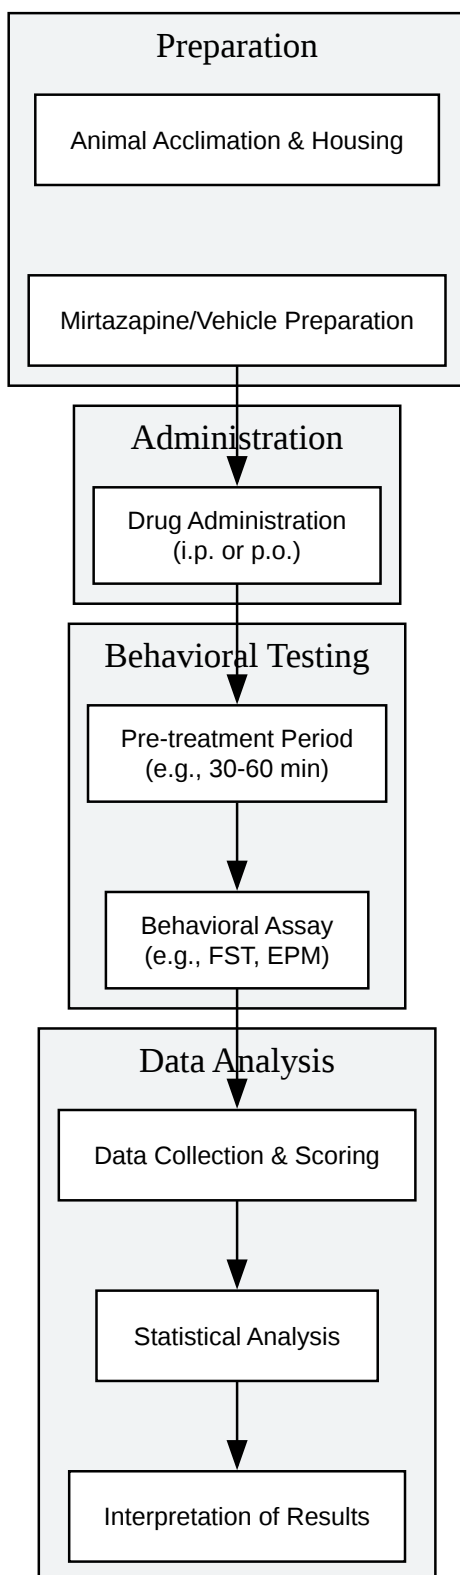 Preparation
Animal Acclimation & Housing
Mirtazapine/Vehicle Preparation
Administration
Drug Administration
(i.p. or p.o.)
Behavioral Testing
Pre-treatment Period
(e.g., 30-60 min)
Behavioral Assay
(e.g., FST, EPM)
Data Analysis
Data Collection & Scoring
Statistical Analysis
Interpretation of Results